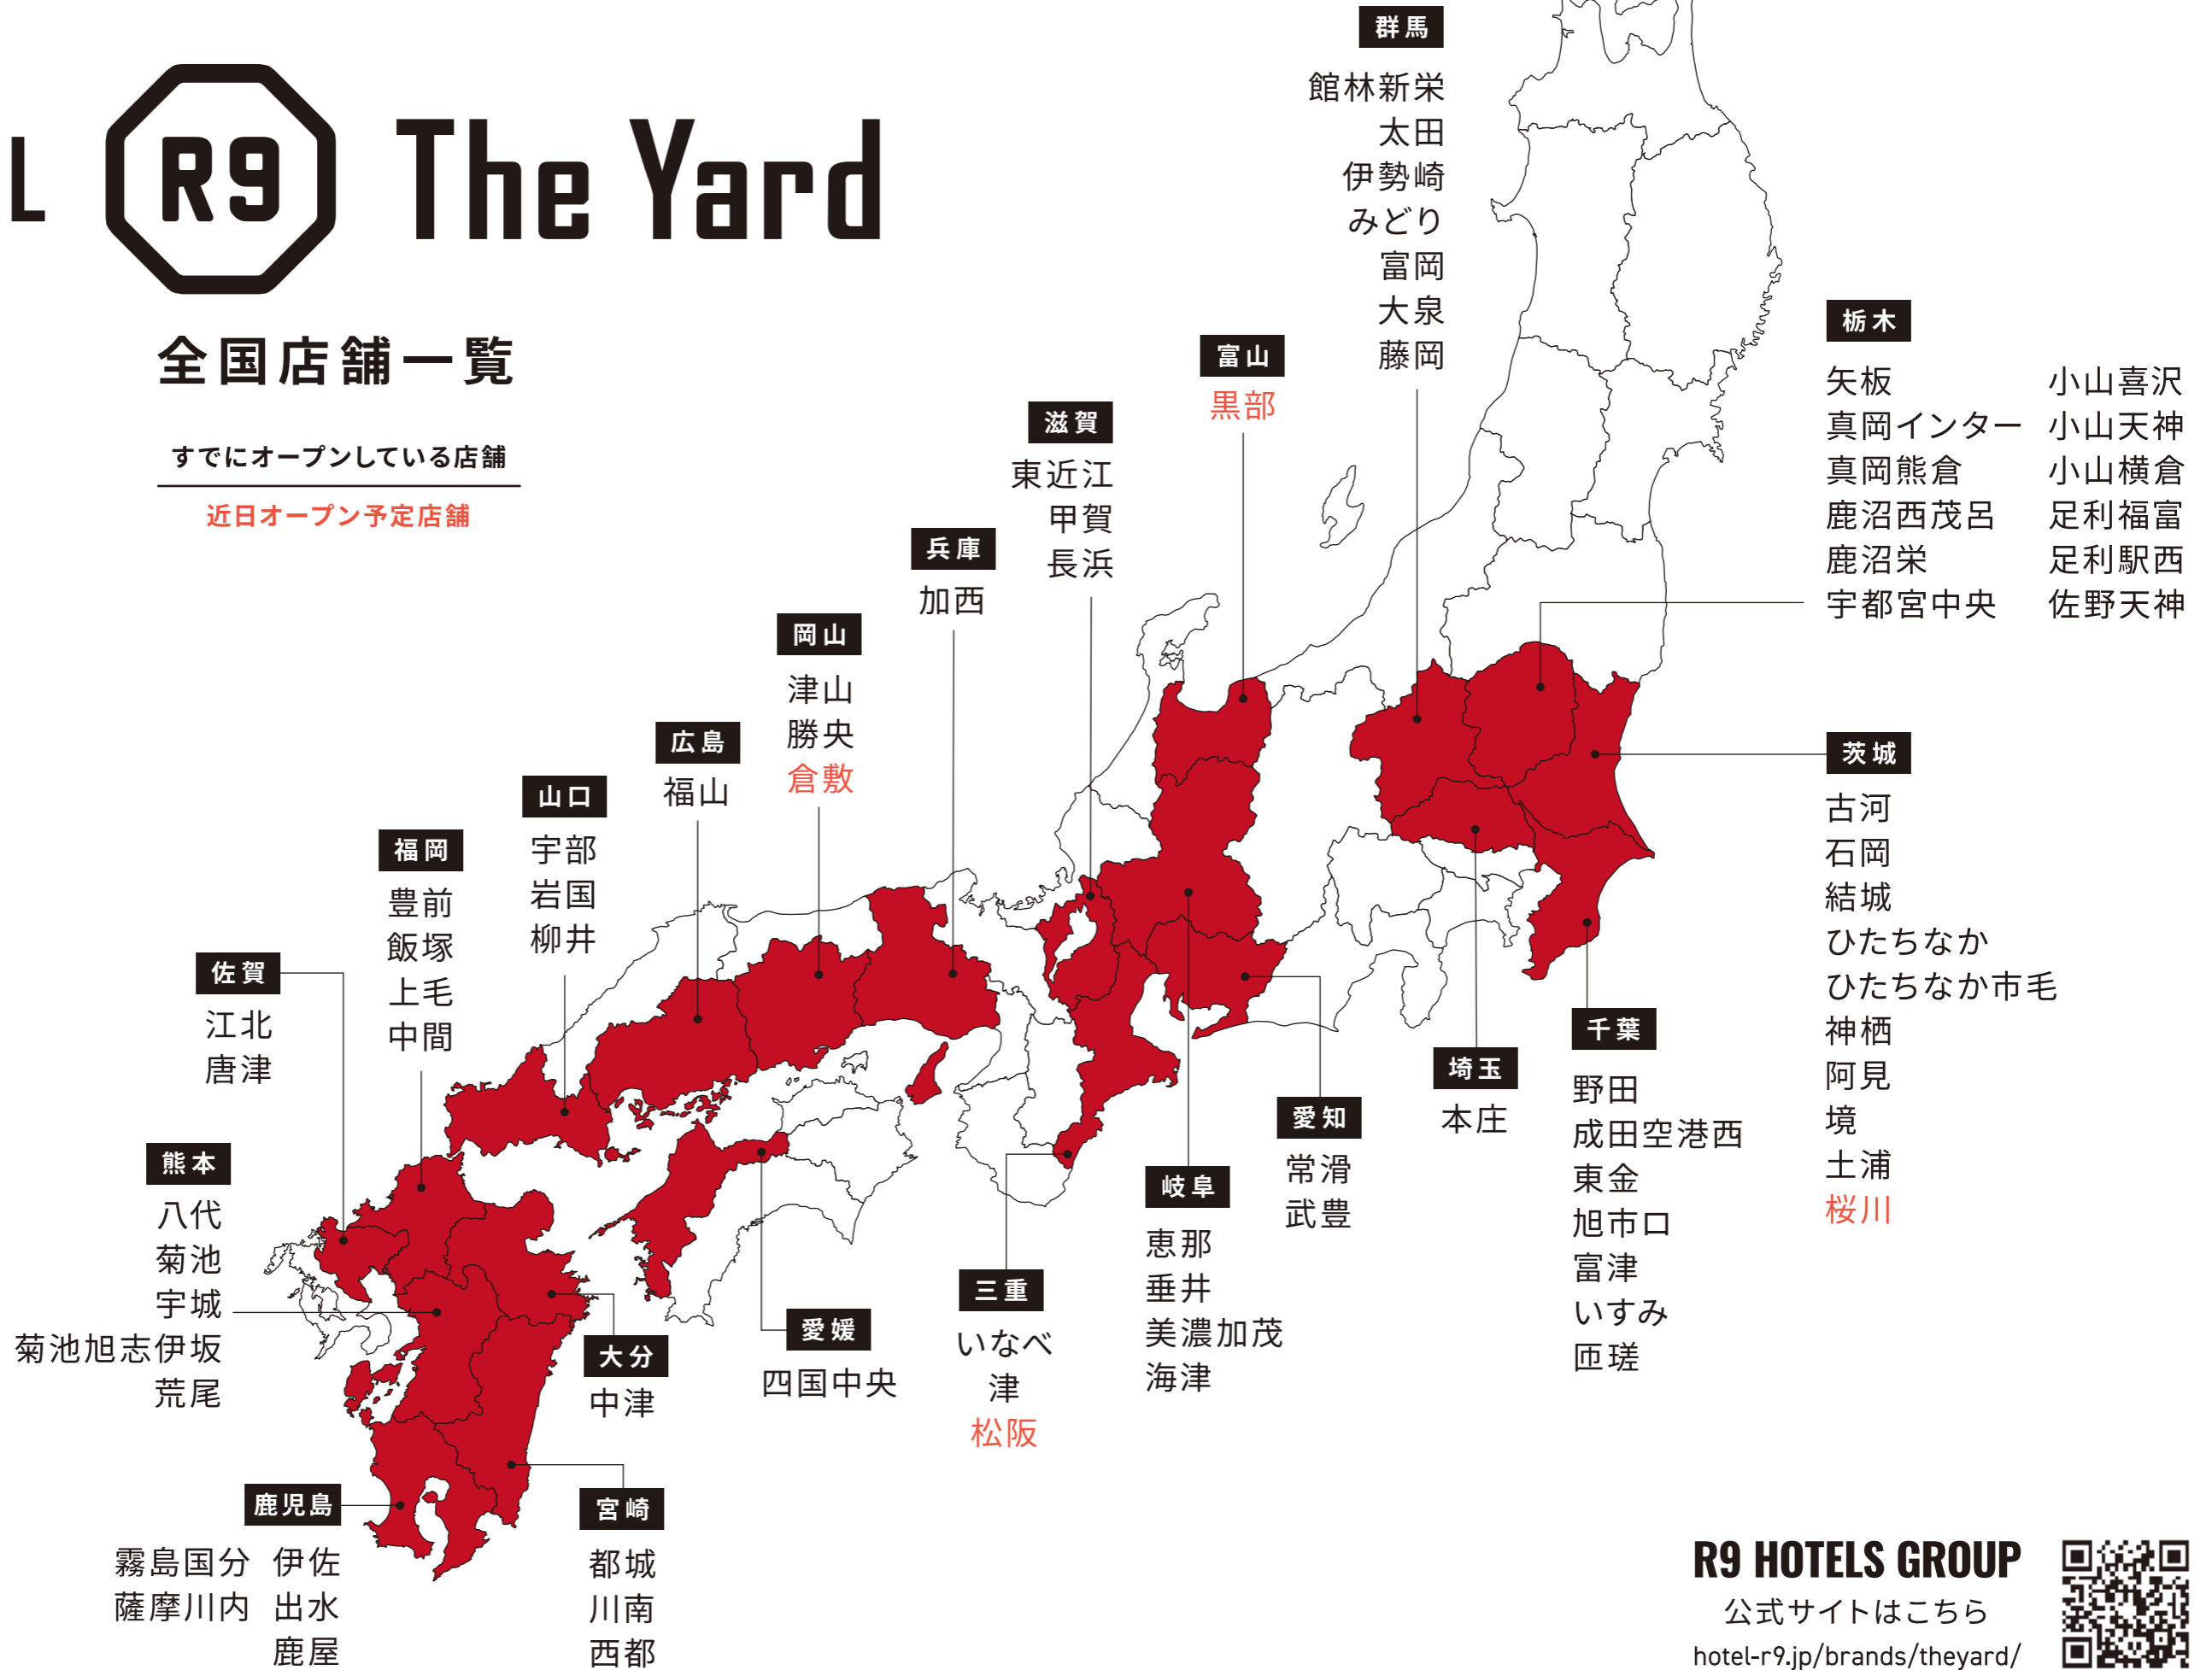 L R9 The Yard
全国店舗一覧
すでにオープンしている店舗
近日オープン予定店舗
群馬
館林新栄
太田
伊勢崎
みどり
富岡
大泉
藤岡
富山
黒部
滋賀
東近江
甲賀
長浜
兵庫
加西
岡山
津山
勝央
倉敷
広島
福山
山口
宇部
岩国
柳井
福岡
豊前
飯塚
上毛
中間
佐賀
江北
唐津
熊本
八代
菊池
宇城
菊池旭志伊坂
荒尾
鹿児島
霧島国分 伊佐
薩摩川内 出水
鹿屋
宮崎
都城
川南
西都
大分
中津
愛媛
四国中央
三重
いなべ
津
松阪
岐阜
恵那
垂井
美濃加茂
海津
愛知
常滑
武豊
埼玉
本庄
千葉
野田
成田空港西
東金
旭市口
富津
いすみ
匝瑳
栃木
矢板 小山喜沢
真岡インター 小山天神
真岡熊倉 小山横倉
鹿沼西茂呂 足利福富
鹿沼栄 足利駅西
宇都宮中央 佐野天神
茨城
古河
石岡
結城
ひたちなか
ひたちなか市毛
神栖
阿見
境
土浦
桜川
R9 HOTELS GROUP
公式サイトはこちら
hotel-r9.jp/brands/theyard/